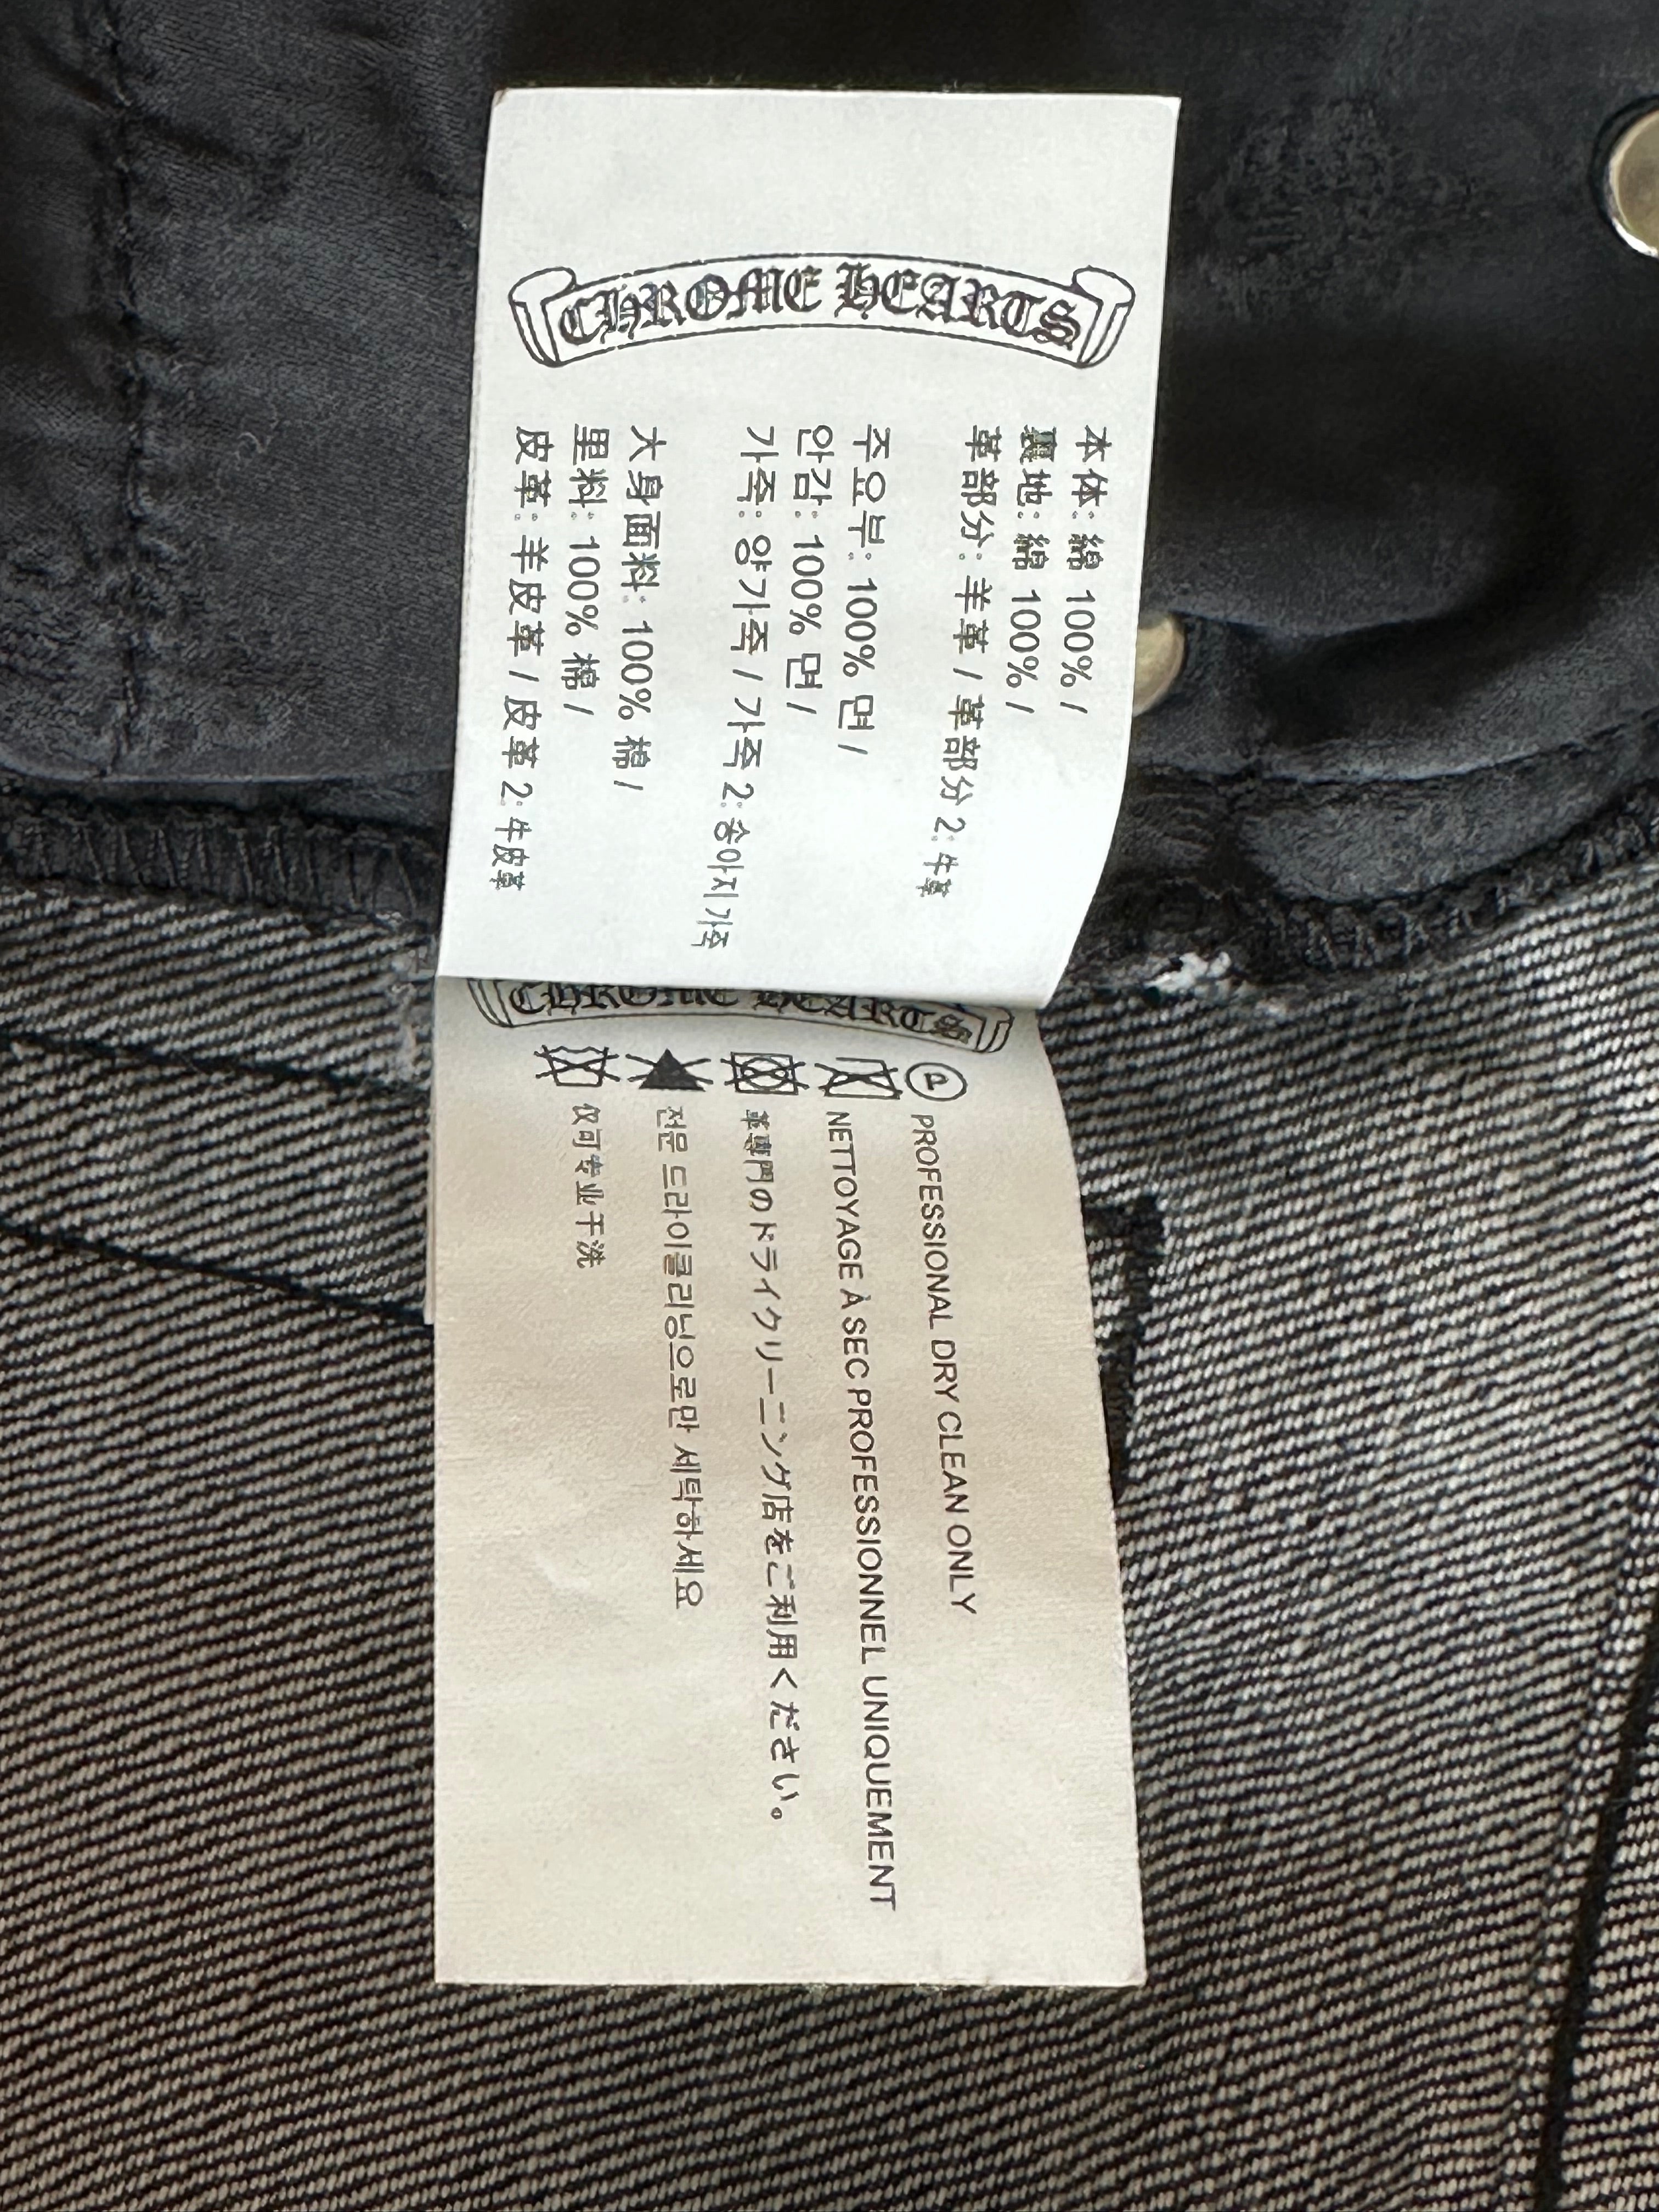 CHROME HEARTS
本体: 綿 100% /
裏地: 綿 100% /
革部分: 羊革 / 革部分 2: 牛革
주요부: 100% 면 /
안감: 100% 면 /
가죽: 양가죽 / 가죽 2: 송아지가죽
大身面料: 100% 棉 /
里料: 100% 棉 /
皮革: 羊皮革 / 皮革 2: 牛皮革
CHROME HEARTS
P PROFESSIONAL DRY CLEAN ONLY
NETTOYAGE À SEC PROFESSIONNEL UNIQUEMENT
革専門のドライクリーニング店をご利用ください。
전문 드라이클리닝으로만 세탁하세요
仅可专业干洗